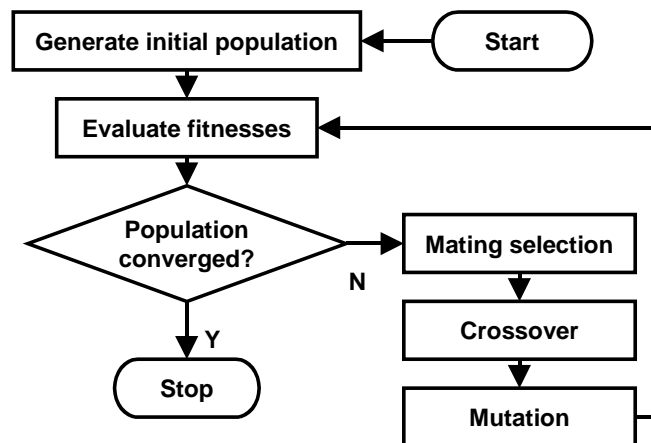 Generate initial population
Start
Evaluate fitnesses
Population
converged?
N
Mating selection
Y
Crossover
Stop
Mutation